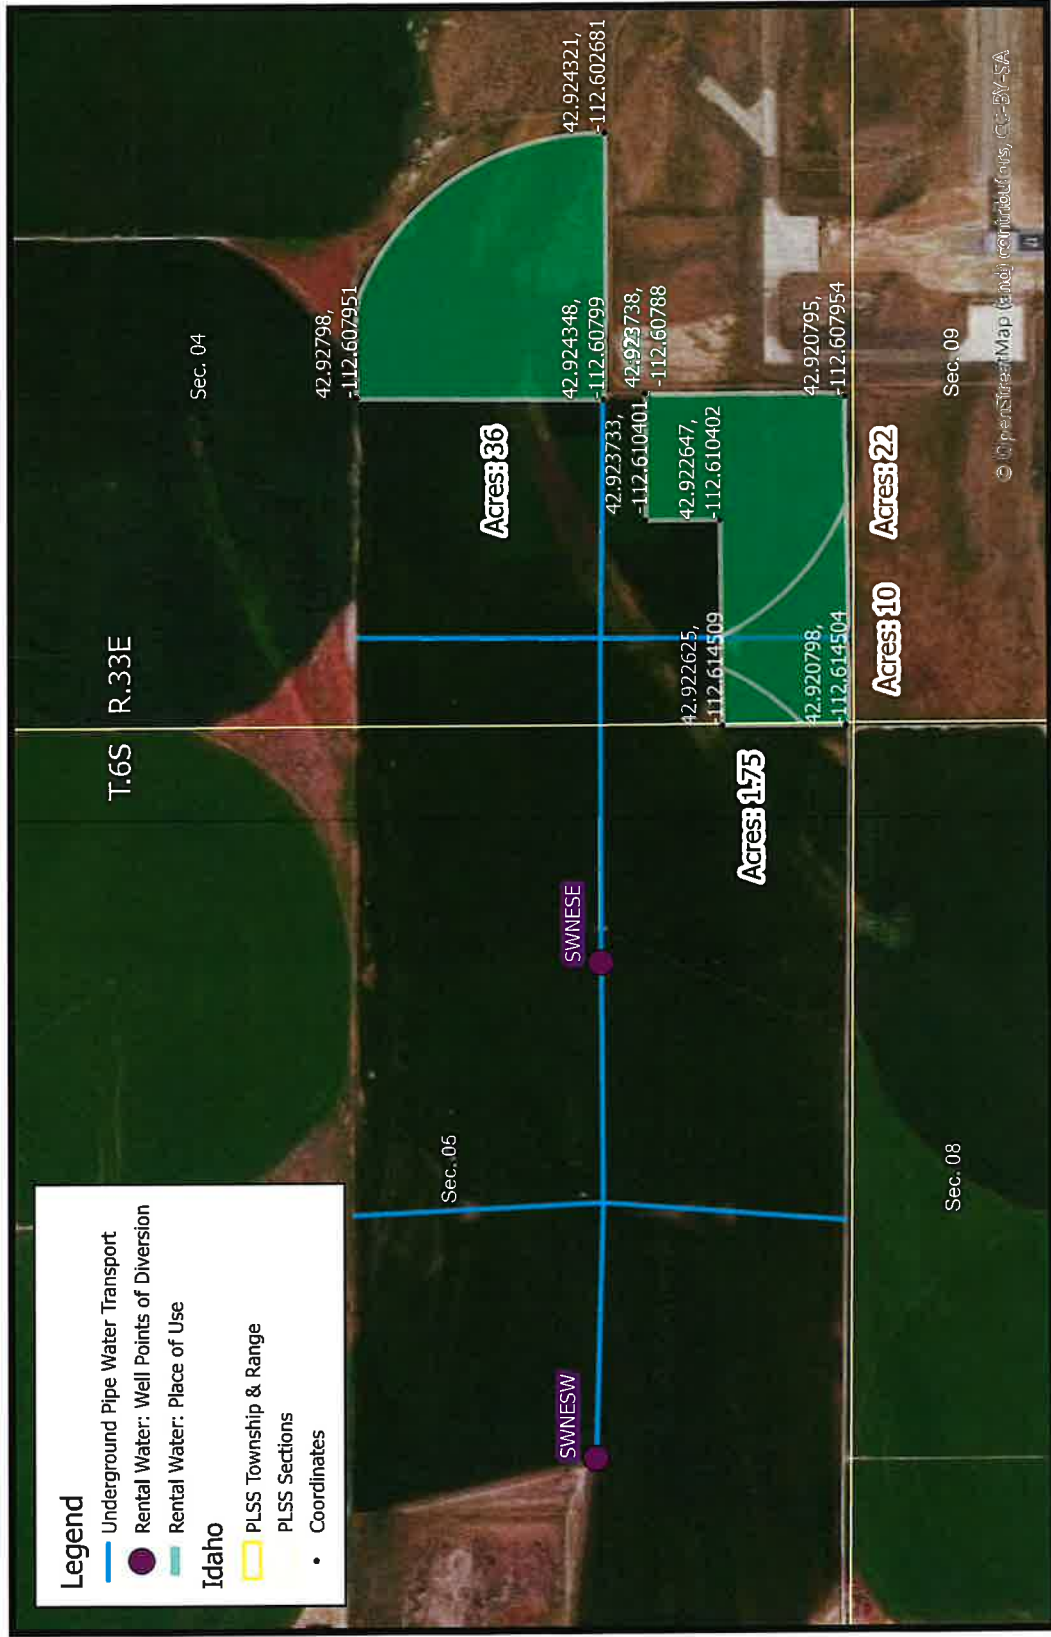 Legend
Underground Pipe Water Transport
Rental Water: Well Points of Diversion
Rental Water: Place of Use
Idaho
PLSS Township & Range
PLSS Sections
Coordinates
T.6S R.33E
Sec. 04
Sec. 05
42.92798,
-112.607951
Acres: 36
42.924321,
-112.602681
SWNESW
SWNESE
42.924348,
-112.60799
42.923733,
-112.610401
42.923738,
-112.60788
42.922647,
-112.610402
42.922625,
-112.614509
Acres: 1.75
42.920798,
-112.614504
42.920795,
-112.607954
Acres: 10
Acres: 22
Sec. 08
Sec. 09
© OpenStreetMap (and) contributors, CC-BY-SA